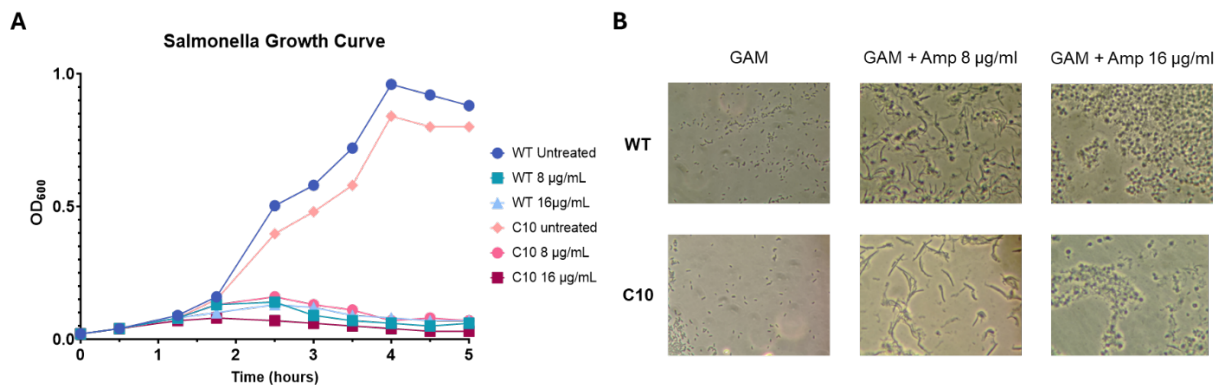 A
Salmonella Growth Curve
1.0
0.5
0.0
OD600
0 1 2 3 4 5
Time (hours)
WT Untreated
WT 8 µg/mL
WT 16µg/mL
C10 untreated
C10 8 µg/mL
C10 16 µg/mL
B
GAM GAM + Amp 8 µg/ml GAM + Amp 16 µg/ml
WT
C10